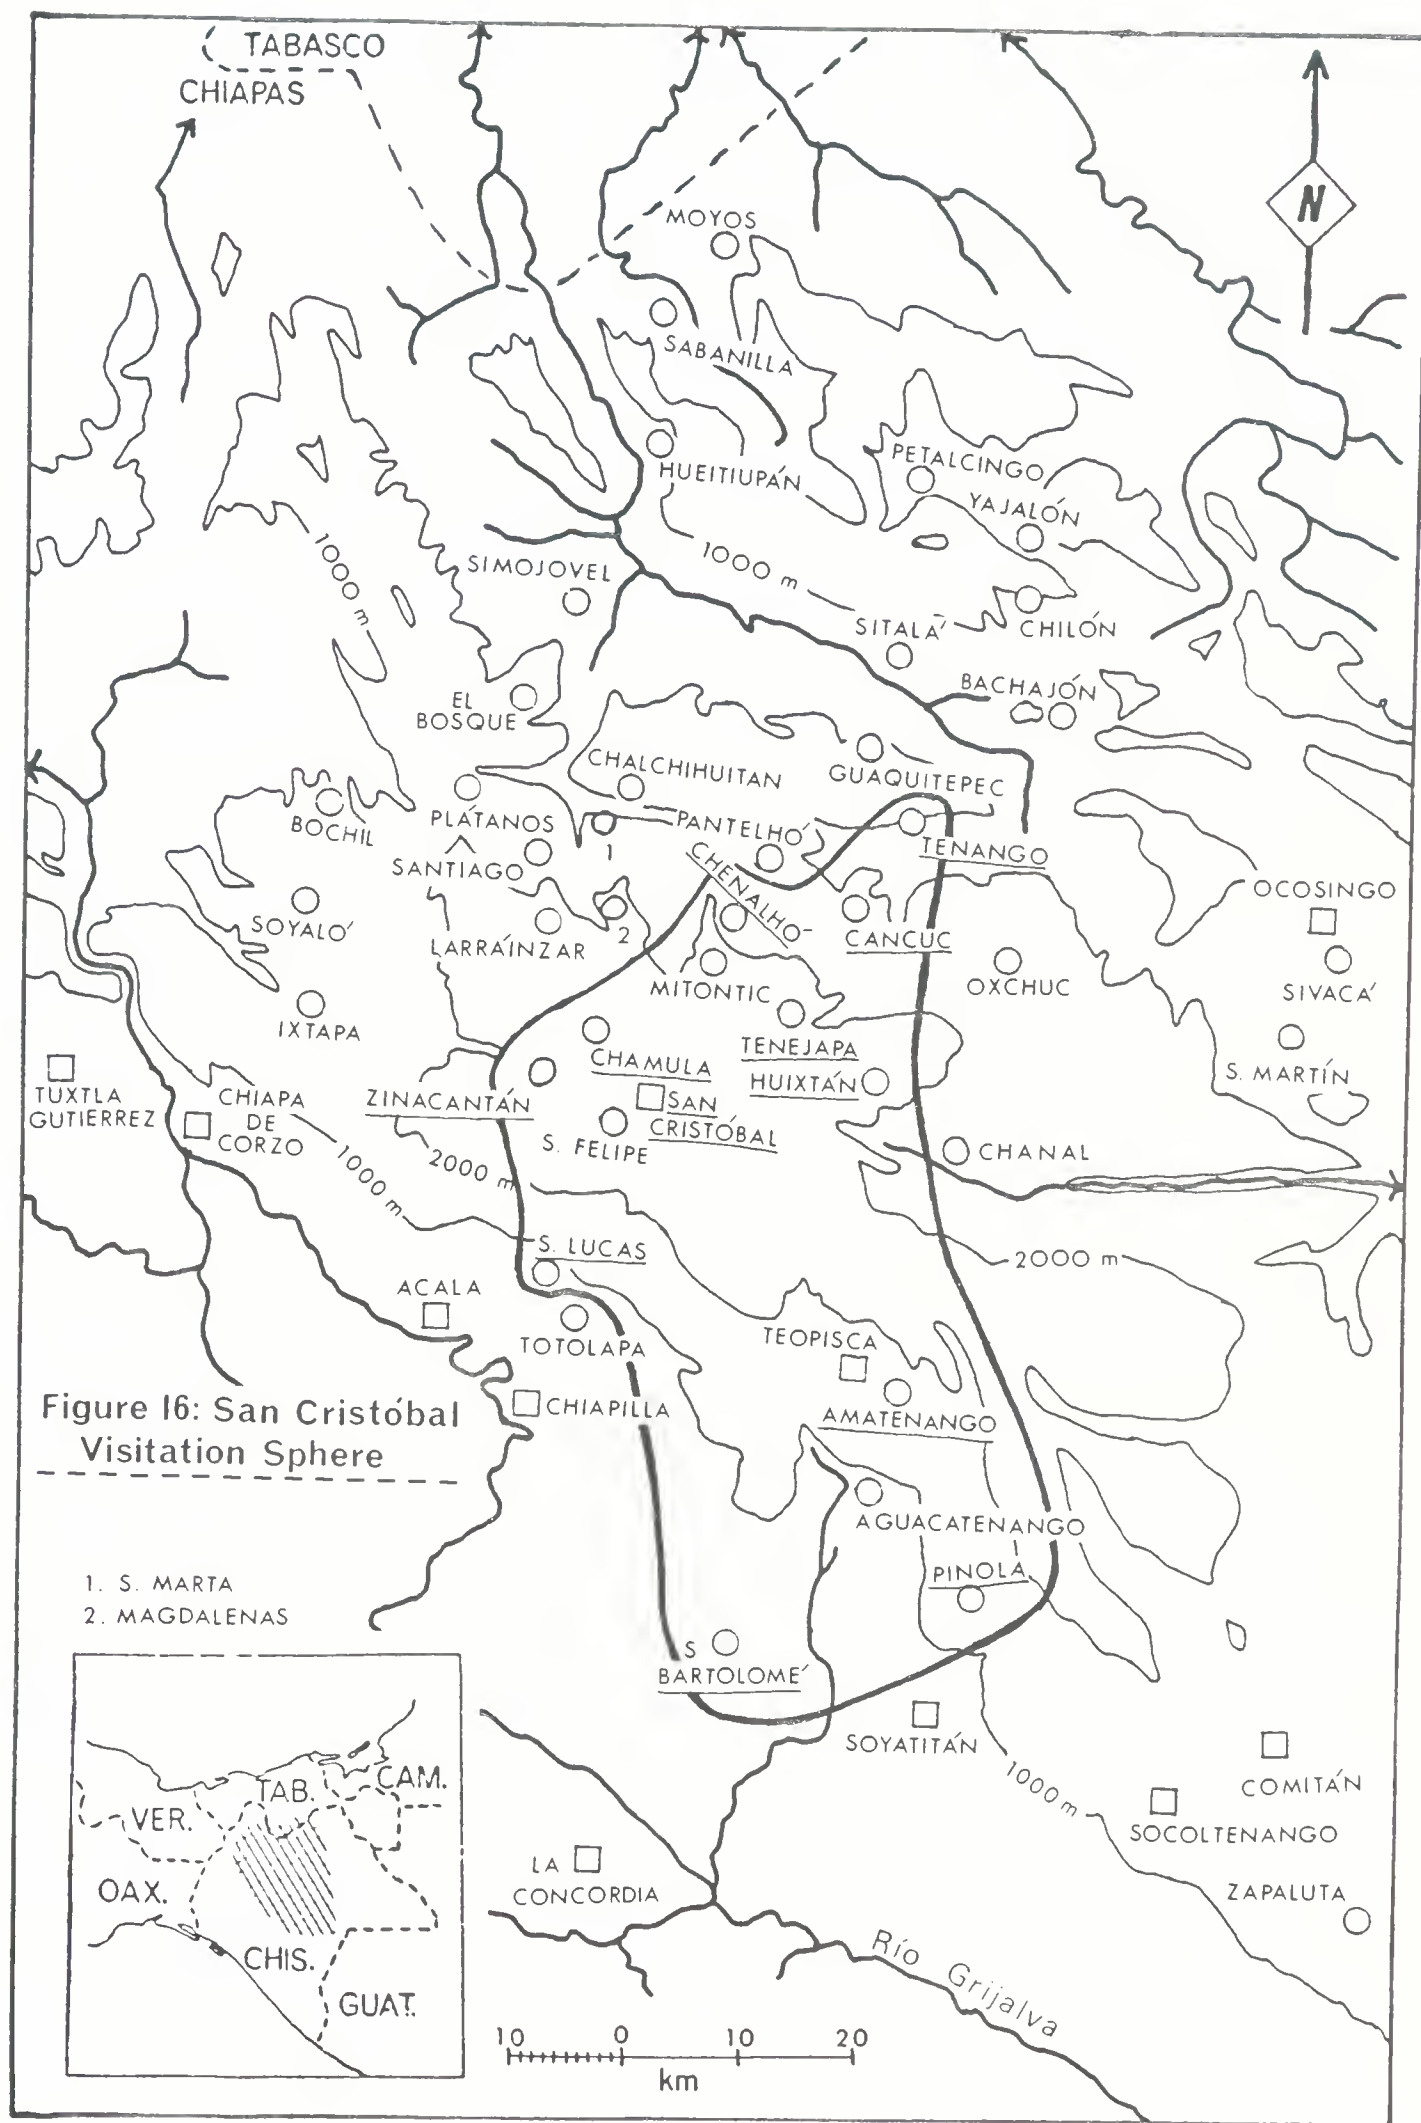 TABASCO
CHIAPAS
N
MOYOS
SABANILLA
HUEITIUPÁN
PETALCINGO
YAJALÓN
1000 m
1000 m
SIMOJOVEL
SITALÁ
CHILÓN
BACHAJÓN
EL
BOSQUE
CHALCHIHUITAN
GUAQUITEPEC
BOCHIL
PLÁTANOS
1
PANTELHÓ
TENANGO
SANTIAGO
CHENALHÓ
OCOSINGO
SOYALÓ
LARRAÍNZAR
2
CANCUC
MITONTIC
OXCHUC
SIVACÁ
IXTAPA
TENEJAPA
CHAMULA
HUIXTÁN
S. MARTÍN
TUXTLA
GUTIÉRREZ
CHIAPA
DE
CORZO
ZINACANTÁN
SAN
CRISTÓBAL
S. FELIPE
CHANAL
1000 m
2000 m
S. LUCAS
2000 m
ACALA
TOTOLAPA
TEOPISCA
CHIAPILLA
AMATENANGO
Figure 16: San Cristóbal
Visitation Sphere
AGUACATENANGO
PINOLA
1. S. MARTA
2. MAGDALENAS
S
BARTOLOMÉ
SOYATITÁN
1000 m
COMITÁN
SOCOLTENANGO
LA
CONCORDIA
ZAPALUTA
Río Grijalva
TAB.
CAM.
VER.
OAX.
CHIS.
GUAT.
10 0 10 20
km